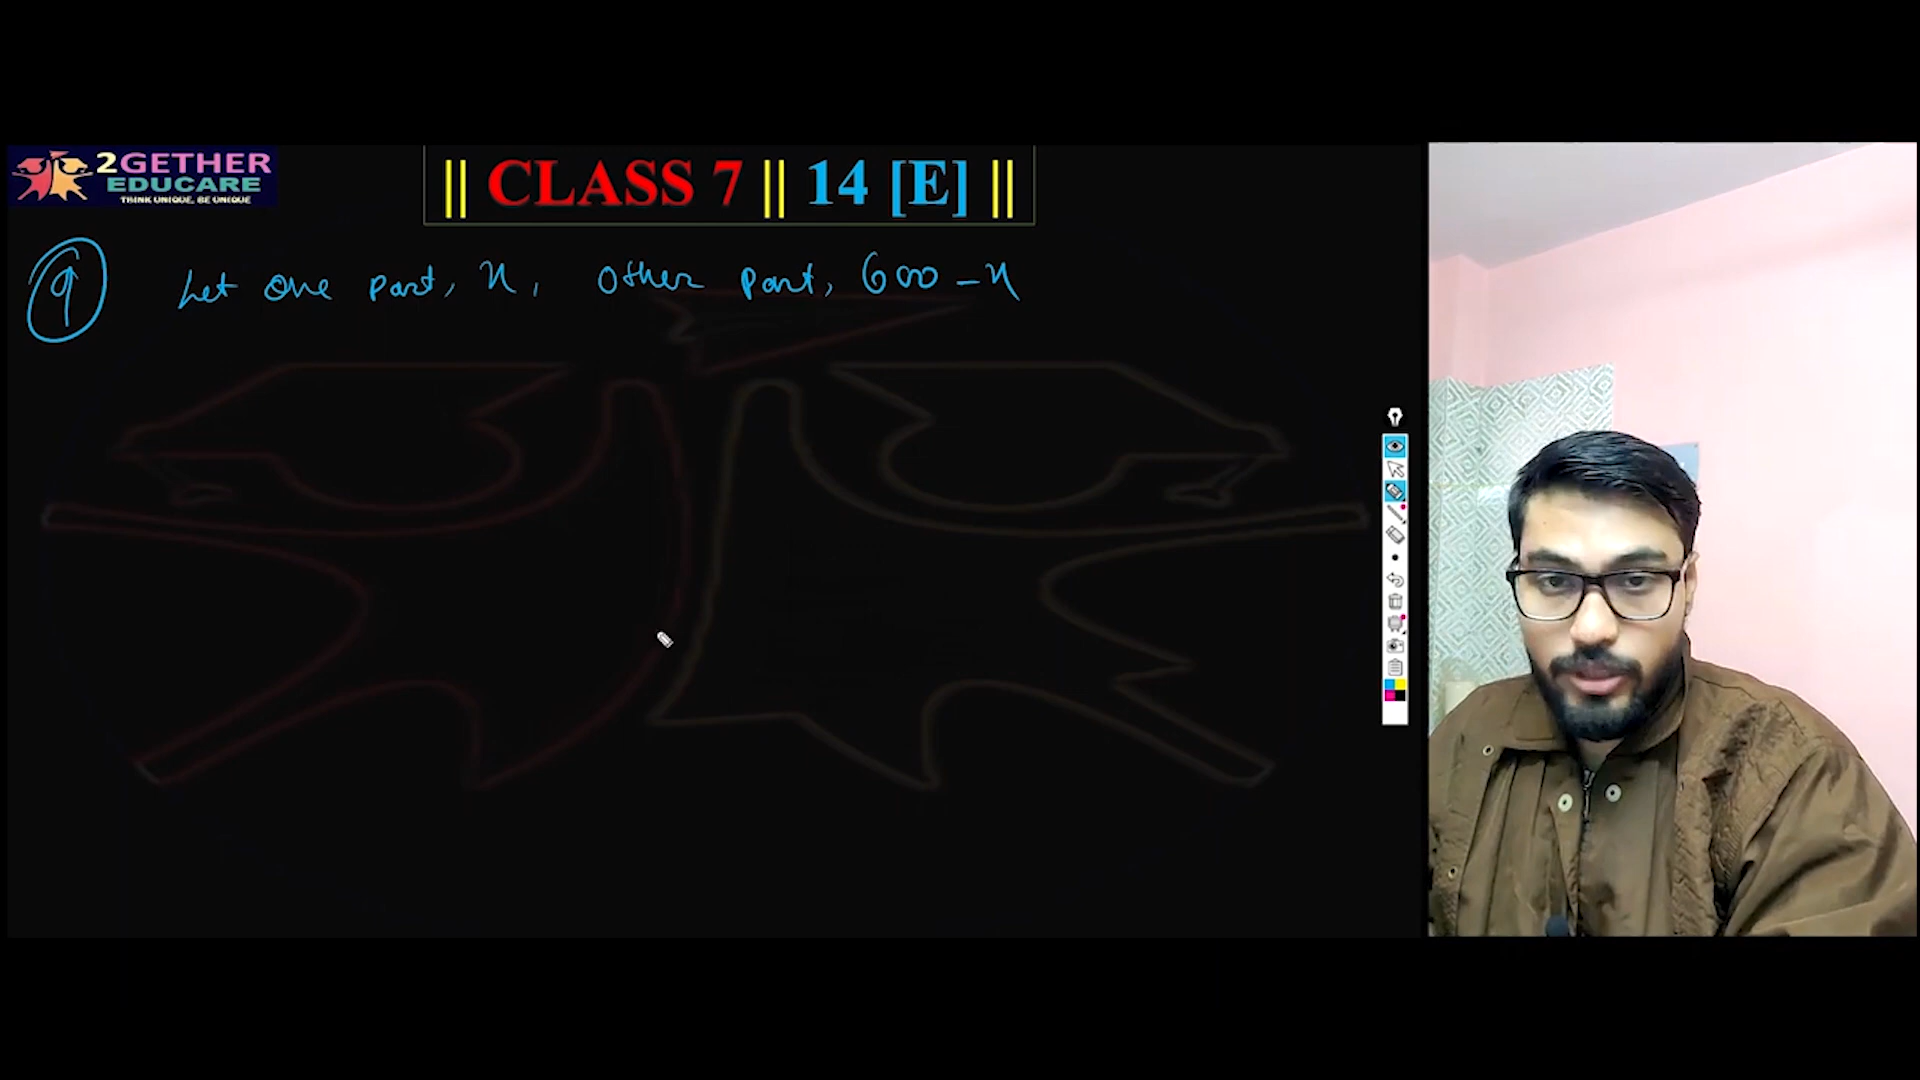 2GETHER
EDUCARE
THINK UNIQUE, BE UNIQUE
|| CLASS 7 || 14 [E] ||
9 Let one part, x, Other part, 600 - x